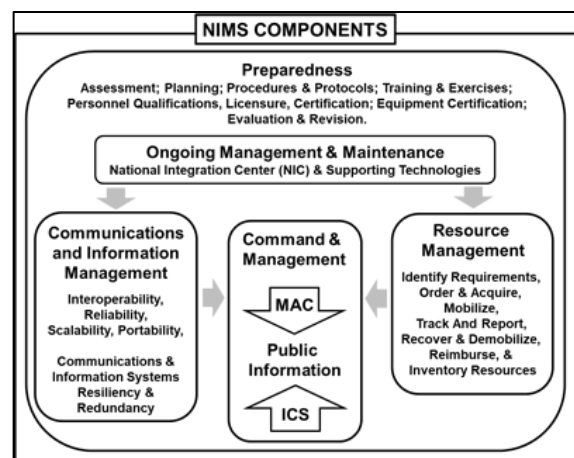 NIMS COMPONENTS
Preparedness
Assessment; Planning; Procedures & Protocols; Training & Exercises;
Personnel Qualifications, Licensure, Certification; Equipment Certification;
Evaluation & Revision.
Ongoing Management & Maintenance
National Integration Center (NIC) & Supporting Technologies
Communications
and Information
Management
Interoperability,
Reliability,
Scalability, Portability,
Communications &
Information Systems
Resiliency &
Redundancy
Command &
Management
MAC
Public
Information
ICS
Resource
Management
Identify Requirements,
Order & Acquire,
Mobilize,
Track And Report,
Recover & Demobilize,
Reimburse, &
Inventory Resources